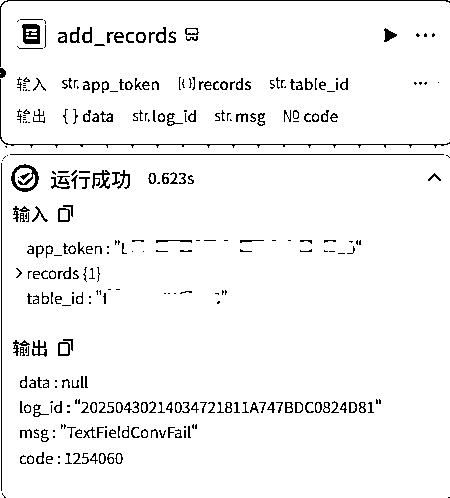 add_records
输入 str.app_token [{}]records str.table_id ...
输出 {}data str.log_id str.msg № code
运行成功 0.623s
输入
app_token : "
records {1}
table_id : "
输出
data : null
log_id : "20250430214034721811A747BDC0824D81"
msg : "TextFieldConvFail"
code : 1254060